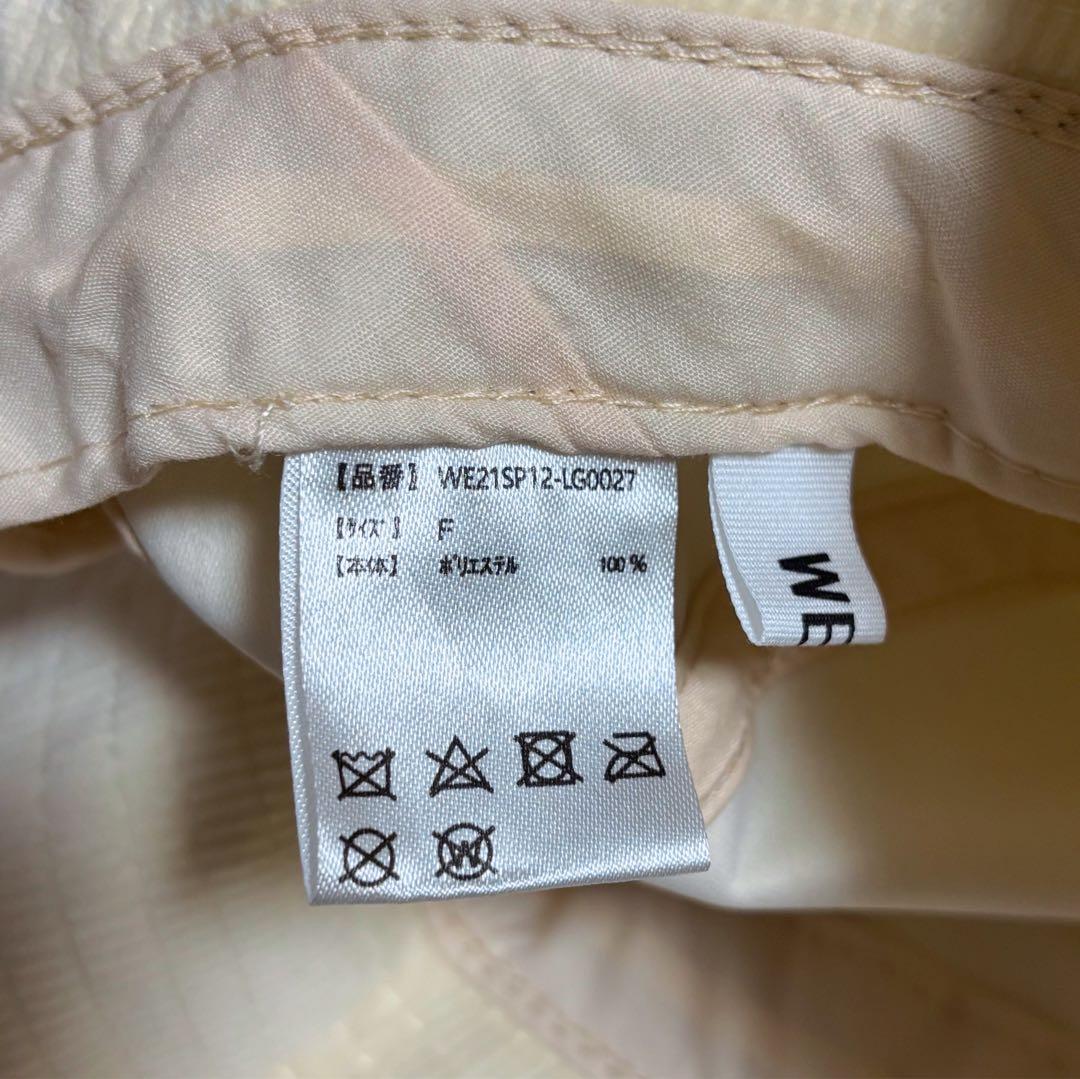 【品番】 WE21SP12-LG0027
【サイズ】 F
【本体】 ポリエステル 100%
W
WE